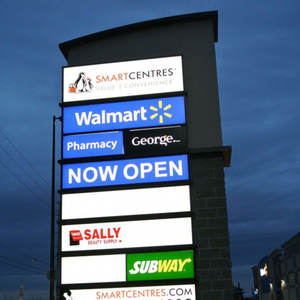 SMARTCENTRES
VALUE & CONVENIENCE
Walmart
Pharmacy George
NOW OPEN
SALLY
BEAUTY SUPPLY
SUBWAY
SMARTCENTRES.COM